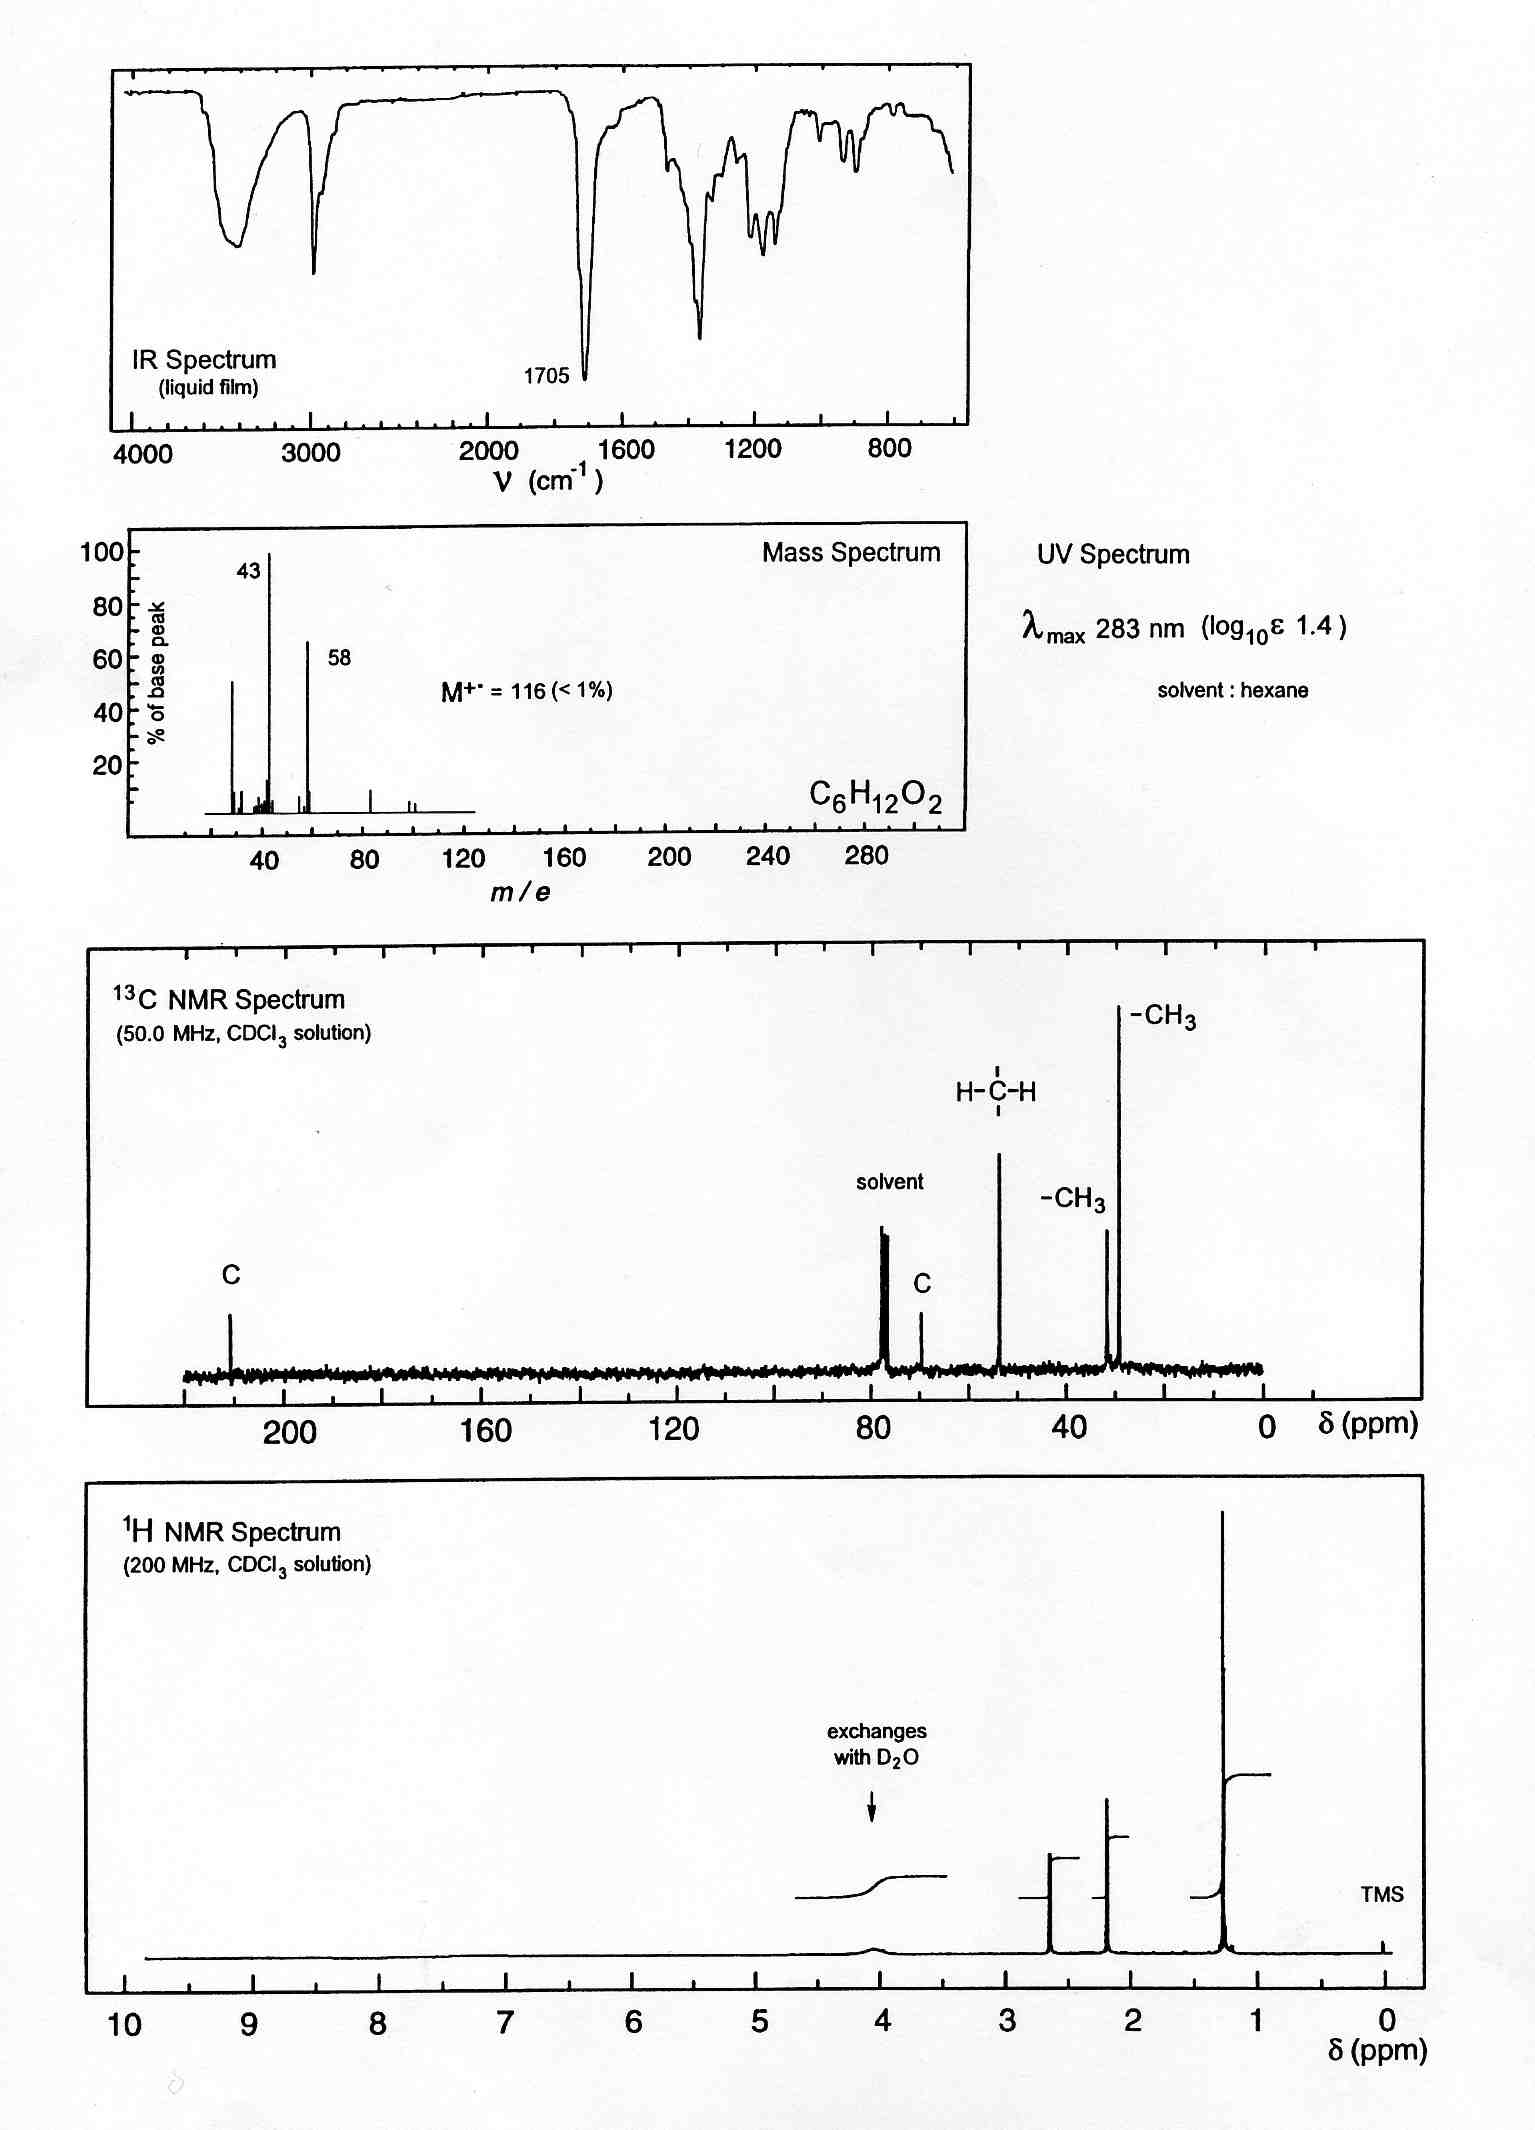 IR Spectrum
(liquid film)
1705
4000 3000 2000 1600 1200 800
ν (cm⁻¹)
100
80
60
40
20
% of base peak
43
58
M⁺· = 116 (< 1%)
Mass Spectrum
C₆H₁₂O₂
40 80 120 160 200 240 280
m / e
UV Spectrum
λmax 283 nm (log₁₀ε 1.4 )
solvent : hexane
¹³C NMR Spectrum
(50.0 MHz, CDCl₃ solution)
-CH₃
H-C-H
solvent
-CH₃
C
C
200 160 120 80 40 0 δ (ppm)
¹H NMR Spectrum
(200 MHz, CDCl₃ solution)
exchanges
with D₂O
TMS
10 9 8 7 6 5 4 3 2 1 0
δ (ppm)